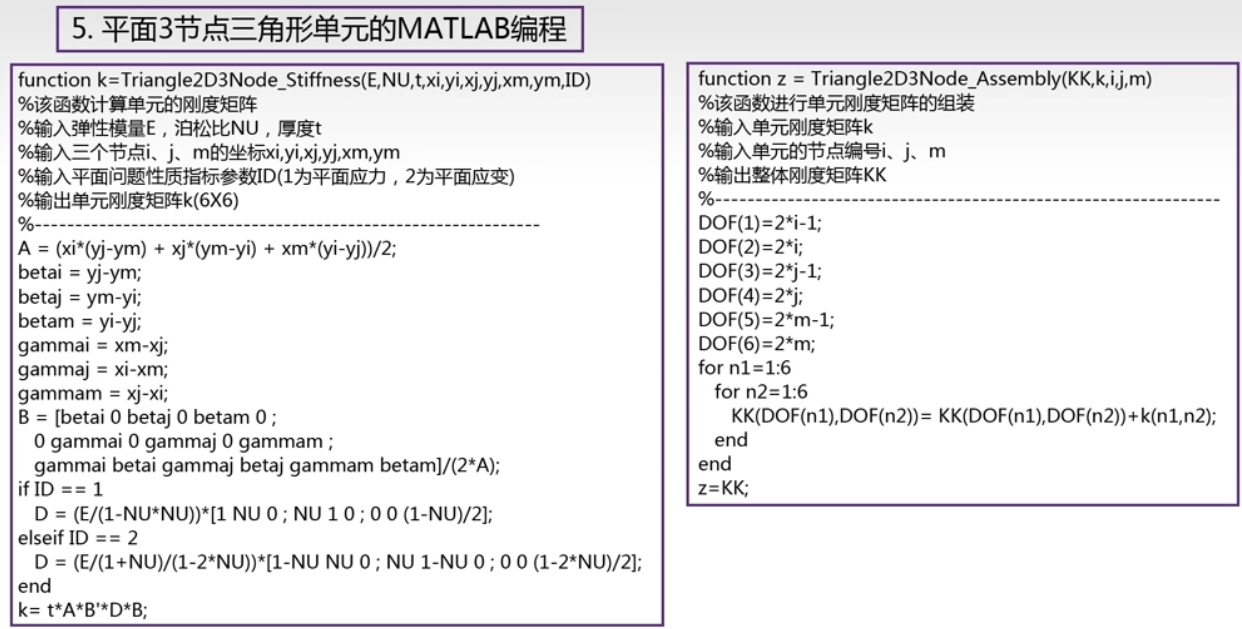 5. 平面3节点三角形单元的MATLAB编程
function k=Triangle2D3Node_Stiffness(E,NU,t,xi,yi,xj,yj,xm,ym,ID)
%该函数计算单元的刚度矩阵
%输入弹性模量E，泊松比NU，厚度t
%输入三个节点i、j、m的坐标xi,yi,xj,yj,xm,ym
%输入平面问题性质指标参数ID(1为平面应力，2为平面应变)
%输出单元刚度矩阵k(6X6)
%---------------------------------------------------------------
A = (xi*(yj-ym) + xj*(ym-yi) + xm*(yi-yj))/2;
betai = yj-ym;
betaj = ym-yi;
betam = yi-yj;
gammai = xm-xj;
gammaj = xi-xm;
gammam = xj-xi;
B = [betai 0 betaj 0 betam 0 ;
0 gammai 0 gammaj 0 gammam ;
gammai betai gammaj betaj gammam betam]/(2*A);
if ID == 1
D = (E/(1-NU*NU))*[1 NU 0 ; NU 1 0 ; 0 0 (1-NU)/2];
elseif ID == 2
D = (E/(1+NU)/(1-2*NU))*[1-NU NU 0 ; NU 1-NU 0 ; 0 0 (1-2*NU)/2];
end
k= t*A*B'*D*B;
function z = Triangle2D3Node_Assembly(KK,k,i,j,m)
%该函数进行单元刚度矩阵的组装
%输入单元刚度矩阵k
%输入单元的节点编号i、j、m
%输出整体刚度矩阵KK
%---------------------------------------------------------------
DOF(1)=2*i-1;
DOF(2)=2*i;
DOF(3)=2*j-1;
DOF(4)=2*j;
DOF(5)=2*m-1;
DOF(6)=2*m;
for n1=1:6
for n2=1:6
KK(DOF(n1),DOF(n2))= KK(DOF(n1),DOF(n2))+k(n1,n2);
end
end
z=KK;